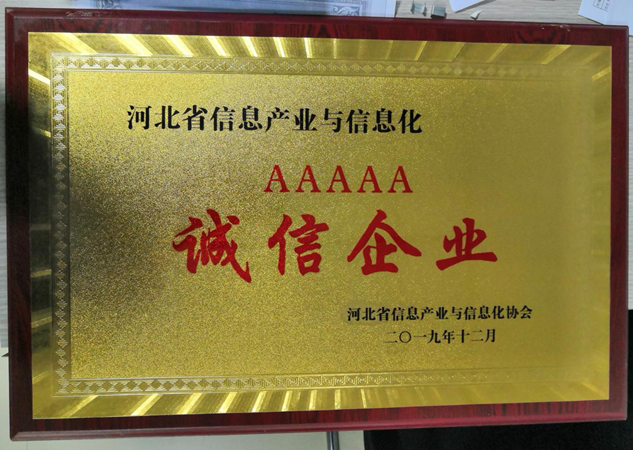 河北省信息产业与信息化
AAAAA
诚信企业
河北省信息产业与信息化协会
二〇一九年十二月